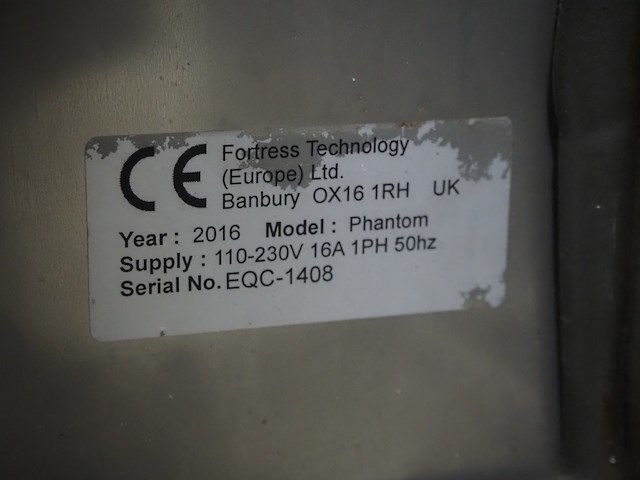 CE
Fortress Technology
(Europe) Ltd.
Banbury OX16 1RH UK
Year : 2016 Model : Phantom
Supply : 110-230V 16A 1PH 50hz
Serial No. EQC-1408